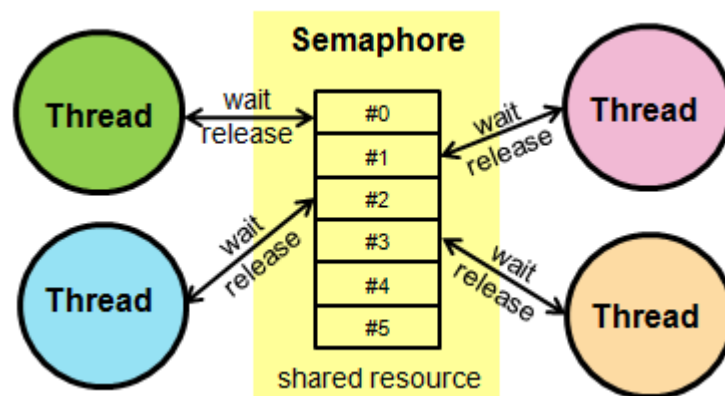 Semaphore
Thread
wait
release
#0
#1
#2
#3
#4
#5
wait
release
Thread
Thread
wait
release
wait
release
Thread
shared resource